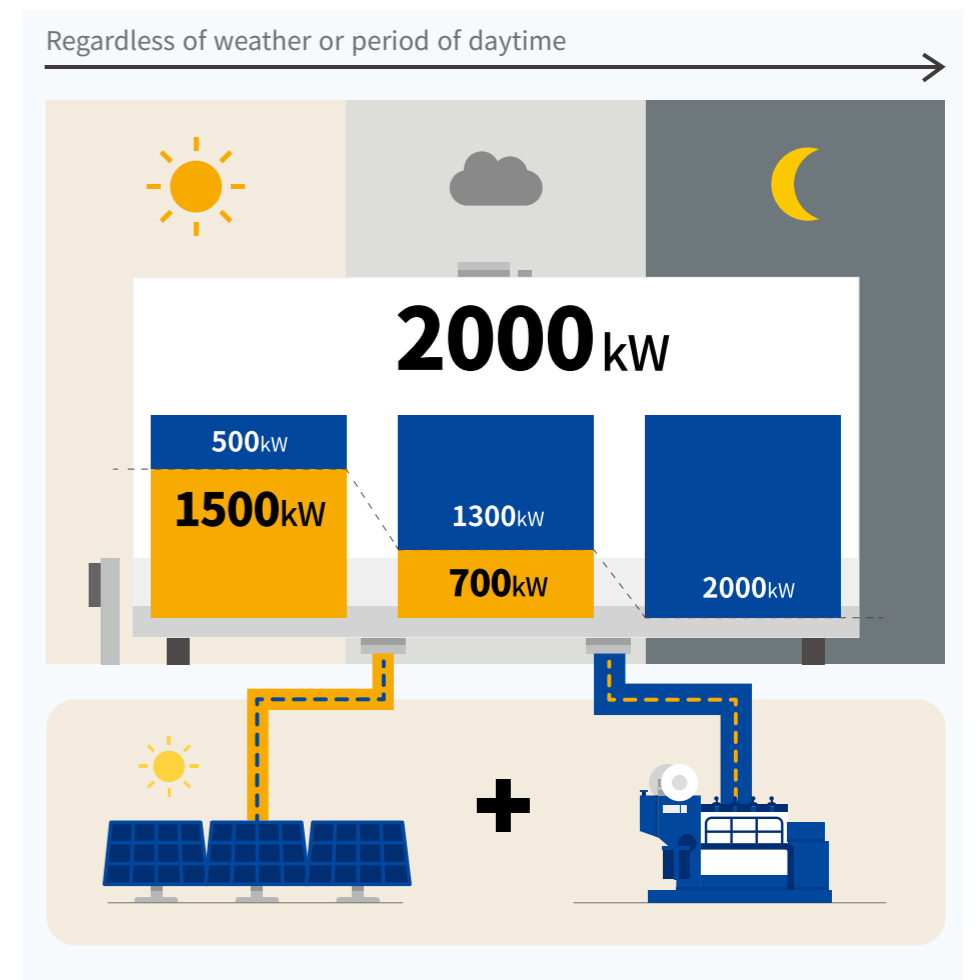 Regardless of weather or period of daytime
2000 kW
500kW
1500kW
1300kW
700kW
2000kW